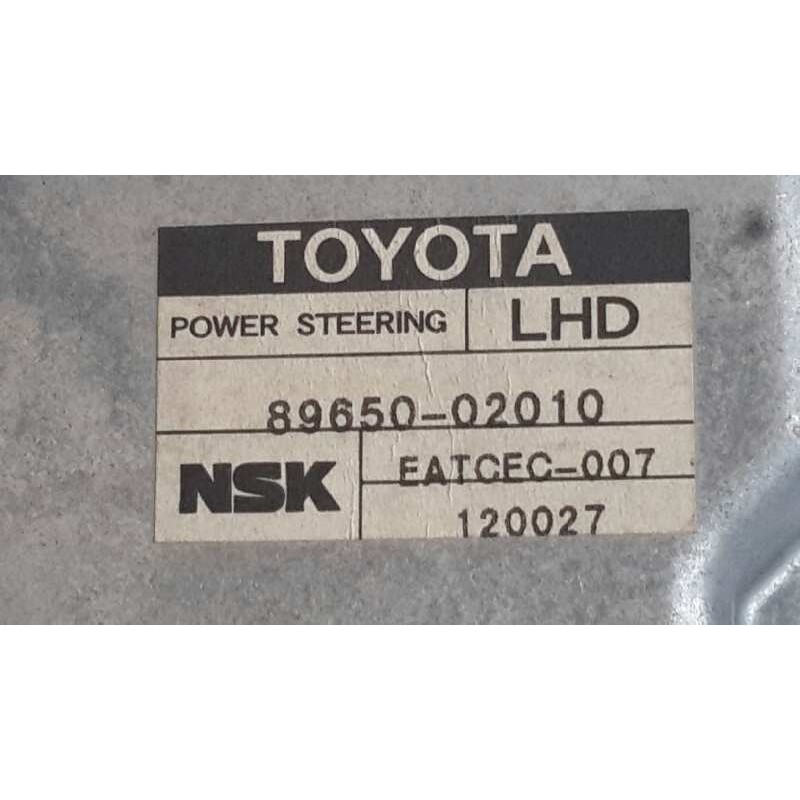 TOYOTA
POWER STEERING LHD
89650-02010
NSK EATCEC-007
120027